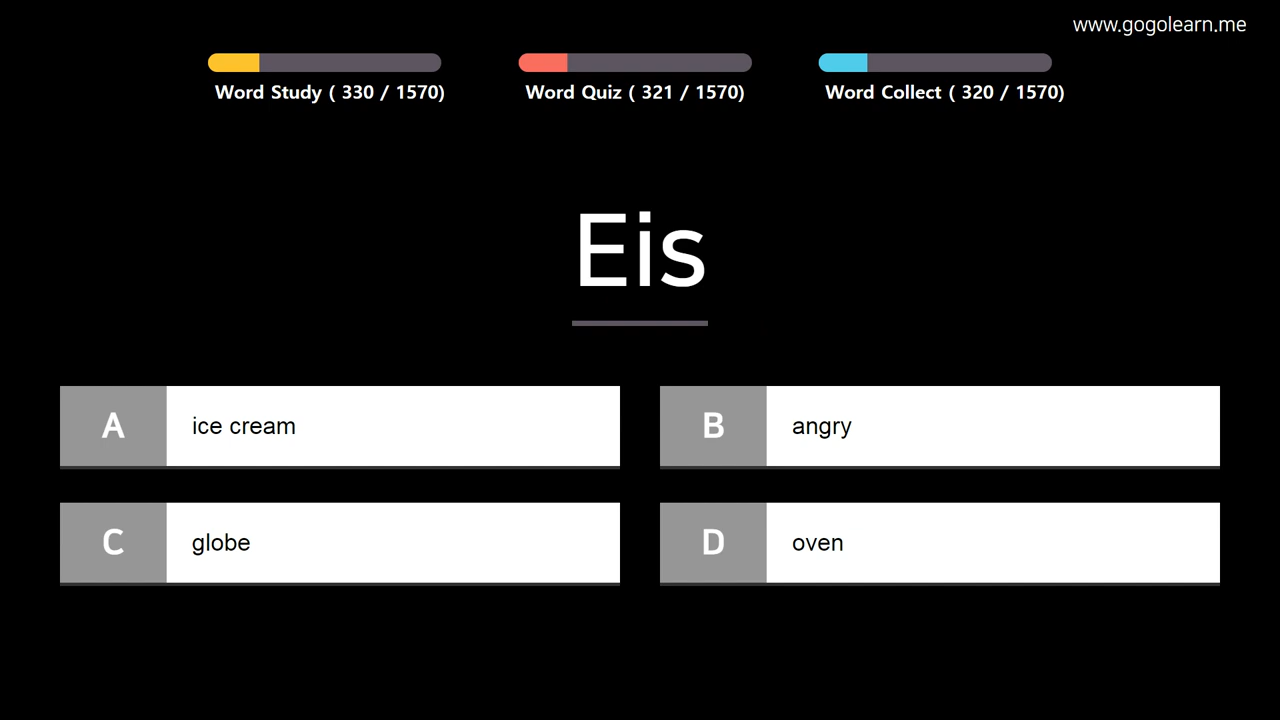 www.gogolearn.me
Word Study ( 330 / 1570)
Word Quiz ( 321 / 1570)
Word Collect ( 320 / 1570)
Eis
A ice cream
B angry
C globe
D oven